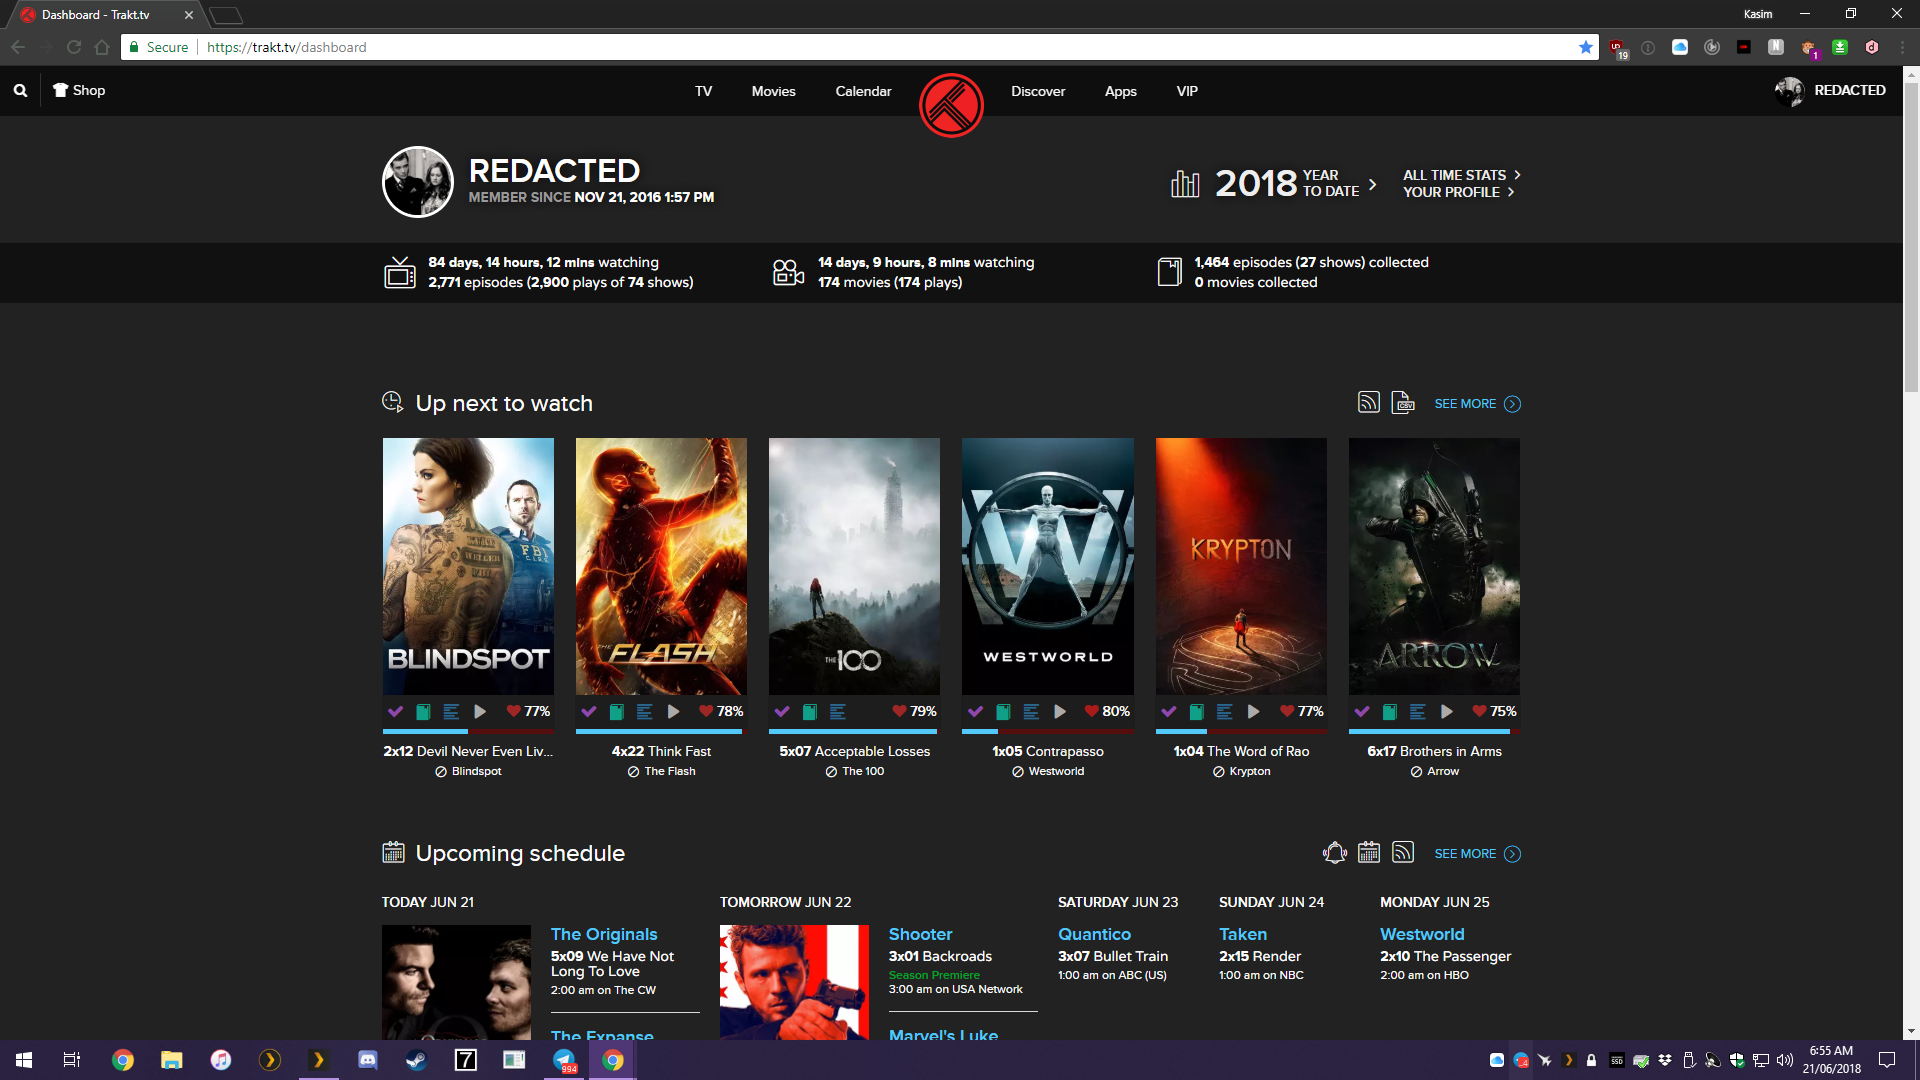 Dashboard - Trakt.tv
Kasim
Secure
https://trakt.tv/dashboard
19
1
Shop
TV
Movies
Calendar
Discover
Apps
VIP
REDACTED
REDACTED
MEMBER SINCE NOV 21, 2016 1:57 PM
2018 YEAR TO DATE
ALL TIME STATS
YOUR PROFILE
84 days, 14 hours, 12 mins watching
2,771 episodes (2,900 plays of 74 shows)
14 days, 9 hours, 8 mins watching
174 movies (174 plays)
1,464 episodes (27 shows) collected
0 movies collected
Up next to watch
CSV
SEE MORE
FBI
BLINDSPOT
THE FLASH
THE 100
WESTWORLD
KRYPTON
ARROW
77%
78%
79%
80%
77%
75%
2x12 Devil Never Even Liv...
Blindspot
4x22 Think Fast
The Flash
5x07 Acceptable Losses
The 100
1x05 Contrapasso
Westworld
1x04 The Word of Rao
Krypton
6x17 Brothers in Arms
Arrow
Upcoming schedule
SEE MORE
TODAY JUN 21
The Originals
5x09 We Have Not
Long To Love
2:00 am on The CW
The Expanse
TOMORROW JUN 22
Shooter
3x01 Backroads
Season Premiere
3:00 am on USA Network
Marvel's Luke
SATURDAY JUN 23
Quantico
3x07 Bullet Train
1:00 am on ABC (US)
SUNDAY JUN 24
Taken
2x15 Render
1:00 am on NBC
MONDAY JUN 25
Westworld
2x10 The Passenger
2:00 am on HBO
7
994
SSD
6:55 AM
21/06/2018